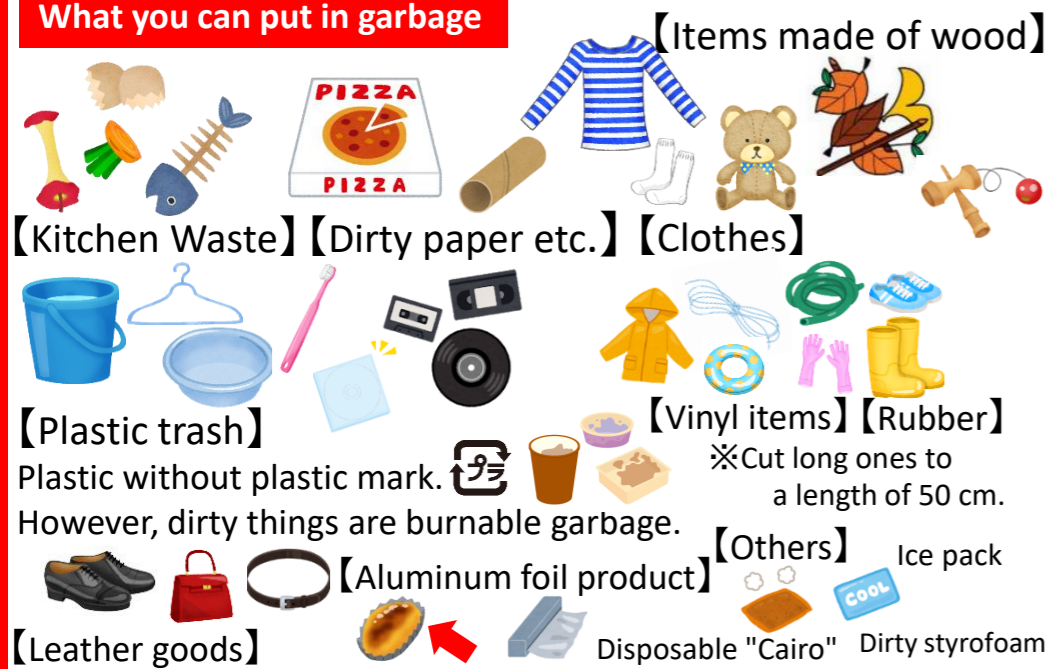 What you can put in garbage
【Items made of wood】
PIZZA
PIZZA
【Kitchen Waste】【Dirty paper etc.】【Clothes】
【Plastic trash】
【Vinyl items】【Rubber】
Plastic without plastic mark.
プラ
※Cut long ones to
a length of 50 cm.
However, dirty things are burnable garbage.
【Others】
Ice pack
【Aluminum foil product】
COOL
【Leather goods】
Disposable "Cairo"
Dirty styrofoam